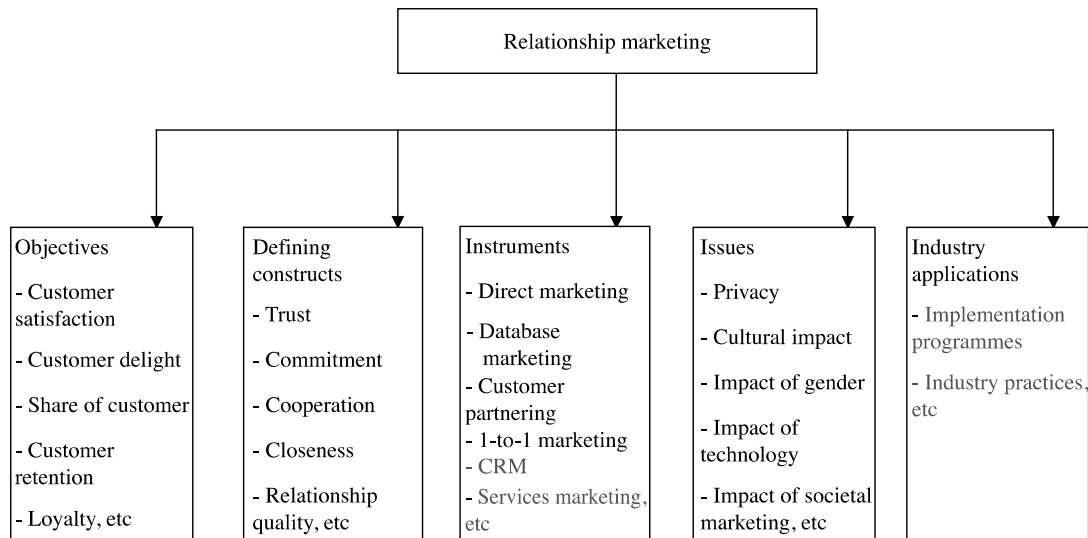 Relationship marketing
Objectives
- Customer
satisfaction
- Customer delight
- Share of customer
- Customer
retention
- Loyalty, etc
Defining
constructs
- Trust
- Commitment
- Cooperation
- Closeness
- Relationship
quality, etc
Instruments
- Direct marketing
- Database
marketing
- Customer
partnering
- 1-to-1 marketing
- CRM
- Services marketing,
etc
Issues
- Privacy
- Cultural impact
- Impact of gender
- Impact of
technology
- Impact of societal
marketing, etc
Industry
applications
- Implementation
programmes
- Industry practices,
etc